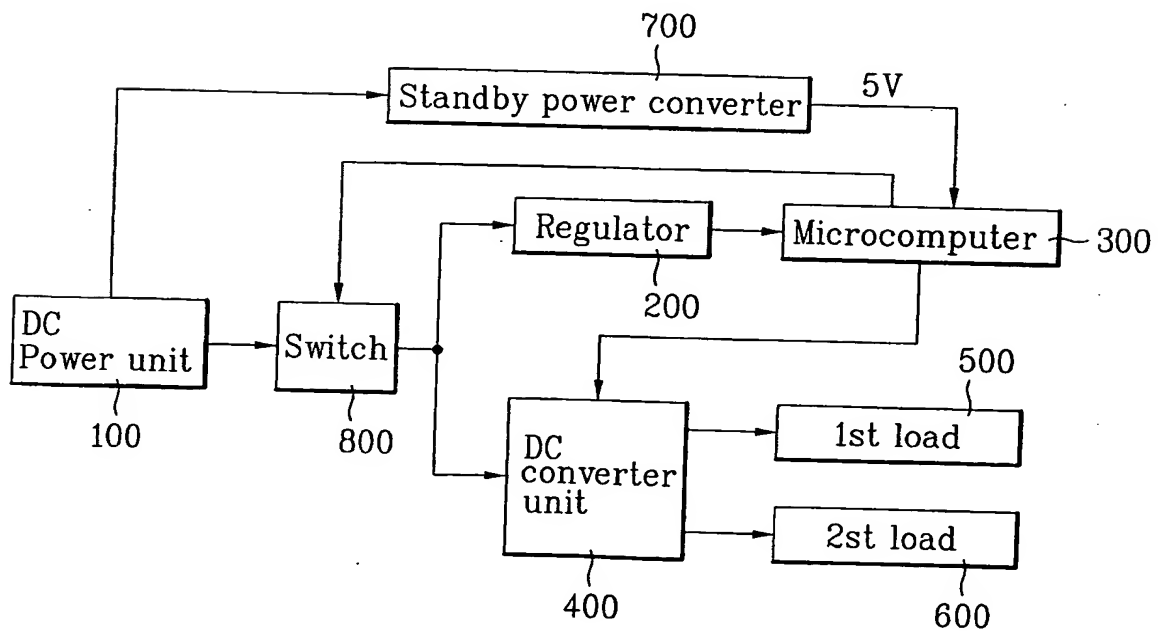 700
Standby power converter
5V
Regulator
Microcomputer
300
200
DC
Power unit
Switch
100
800
500
1st load
DC
converter
unit
2st load
400
600